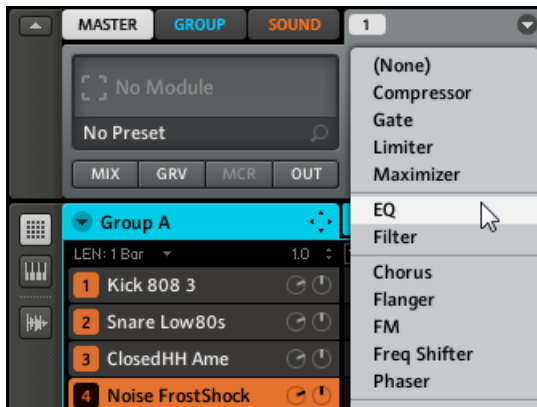 MASTER GROUP SOUND 1
No Module
No Preset
MIX GRV MCR OUT
Group A
LEN: 1 Bar 1.0
1 Kick 808 3
2 Snare Low80s
3 ClosedHH Ame
4 Noise FrostShock
(None)
Compressor
Gate
Limiter
Maximizer
EQ
Filter
Chorus
Flanger
FM
Freq Shifter
Phaser